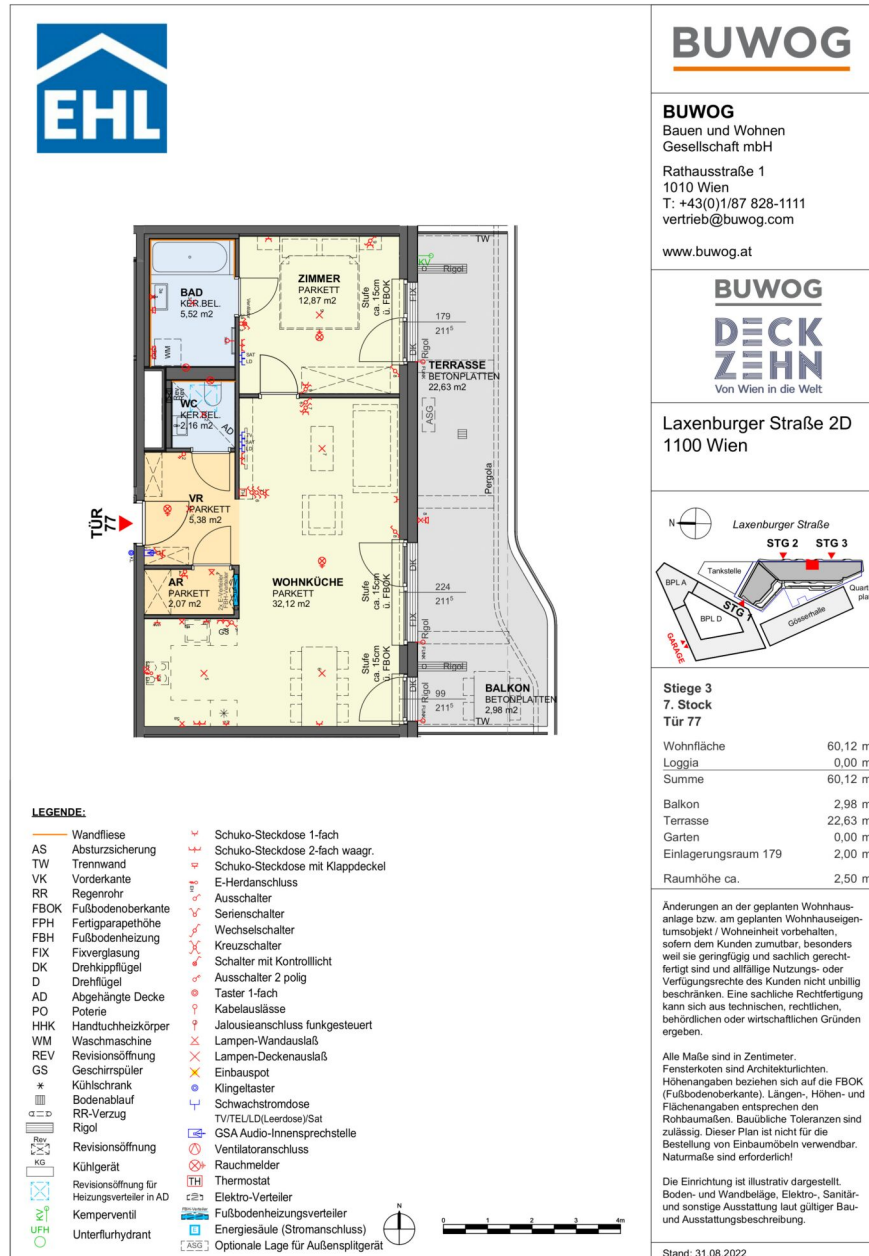 EHL
BUWOG
BUWOG
Bauen und Wohnen
Gesellschaft mbH
Rathausstraße 1
1010 Wien
T: +43(0)1/87 828-1111
vertrieb@buwog.com
www.buwog.at
BUWOG
DECK
ZEHN
Von Wien in die Welt
Laxenburger Straße 2D
1100 Wien
N
Laxenburger Straße
STG 2
STG 3
Tankstelle
BPL A
BPL D
STG 1
GARAGE
Gösserhalle
Stiege 3
7. Stock
Tür 77
Wohnfläche 60,12 m
Loggia 0,00 m
Summe 60,12 m
Balkon 2,98 m
Terrasse 22,63 m
Garten 0,00 m
Einlagerungsraum 179 2,00 m
Raumhöhe ca. 2,50 m
Änderungen an der geplanten Wohnhaus-
anlage bzw. am geplanten Wohnhauseigen-
tumsobjekt / Wohneinheit vorbehalten,
sofern dem Kunden zumutbar, besonders
weil sie geringfügig und sachlich gerecht-
fertigt sind und allfällige Nutzungs- oder
Verfügungsrechte des Kunden nicht unbillig
beschränken. Eine sachliche Rechtfertigung
kann sich aus technischen, rechtlichen,
behördlichen oder wirtschaftlichen Gründen
ergeben.
Alle Maße sind in Zentimeter.
Fensterkoten sind Architekturlichten.
Höhenangaben beziehen sich auf die FBOK
(Fußbodenoberkante). Längen-, Höhen- und
Flächenangaben entsprechen den
Rohbaumaßen. Bauübliche Toleranzen sind
zulässig. Dieser Plan ist nicht für die
Bestellung von Einbaumöbeln verwendbar.
Naturmaße sind erforderlich!
Die Einrichtung ist illustrativ dargestellt.
Boden- und Wandbeläge, Elektro-, Sanitär-
und sonstige Ausstattung laut gültiger Bau-
und Ausstattungsbeschreibung.
Stand: 31.08.2022
BAD
KER.BEL.
5,52 m2
WM
ZIMMER
PARKETT
12,87 m2
Stufe
ca. 15cm
ü. FBOK
FIX
DK
179
211⁵
TW
KV
Rigol
Rigol
TERRASSE
BETONPLATTEN
22,63 m2
ASG
Pergola
WC
KER.BEL.
2,16 m2
AD
SAT
LD
VR
PARKETT
5,38 m2
TÜR
77
AR
PARKETT
2,07 m2
WOHNKÜCHE
PARKETT
32,12 m2
GS
Stufe
ca. 15cm
ü. FBOK
DK
FIX
224
211⁵
Rigol
Rigol
Stufe
ca. 15cm
ü. FBOK
DK
99
211⁵
Rigol
BALKON
BETONPLATTEN
2,98 m2
TW
LEGENDE:
Wandfliese
AS Absturzsicherung
TW Trennwand
VK Vorderkante
RR Regenrohr
FBOK Fußbodenoberkante
FPH Fertigparapethöhe
FBH Fußbodenheizung
FIX Fixverglasung
DK Drehkippflügel
D Drehflügel
AD Abgehängte Decke
PO Poterie
HHK Handtuchheizkörper
WM Waschmaschine
REV Revisionsöffnung
GS Geschirrspüler
Kühlschrank
Bodenablauf
RR-Verzug
Rigol
Rev Revisionsöffnung
KG Kühlgerät
Revisionsöffnung für
Heizungsverteiler in AD
KV Kemperventil
UFH Unterflurhydrant
Schuko-Steckdose 1-fach
Schuko-Steckdose 2-fach waagr.
Schuko-Steckdose mit Klappdeckel
E-Herdanschluss
Ausschalter
Serienschalter
Wechselschalter
Kreuzschalter
Schalter mit Kontrolllicht
Ausschalter 2 polig
Taster 1-fach
Kabelauslässe
Jalousieanschluss funkgesteuert
Lampen-Wandauslaß
Lampen-Deckenauslaß
Einbauspot
Klingeltaster
Schwachstromdose
TV/TEL/LD(Leerdose)/Sat
GSA Audio-Innensprechstelle
Ventilatoranschluss
Rauchmelder
TH Thermostat
Elektro-Verteiler
Fußbodenheizungsverteiler
E Energiesäule (Stromanschluss)
ASG Optionale Lage für Außensplitgerät
N
0 1 2 3 4m